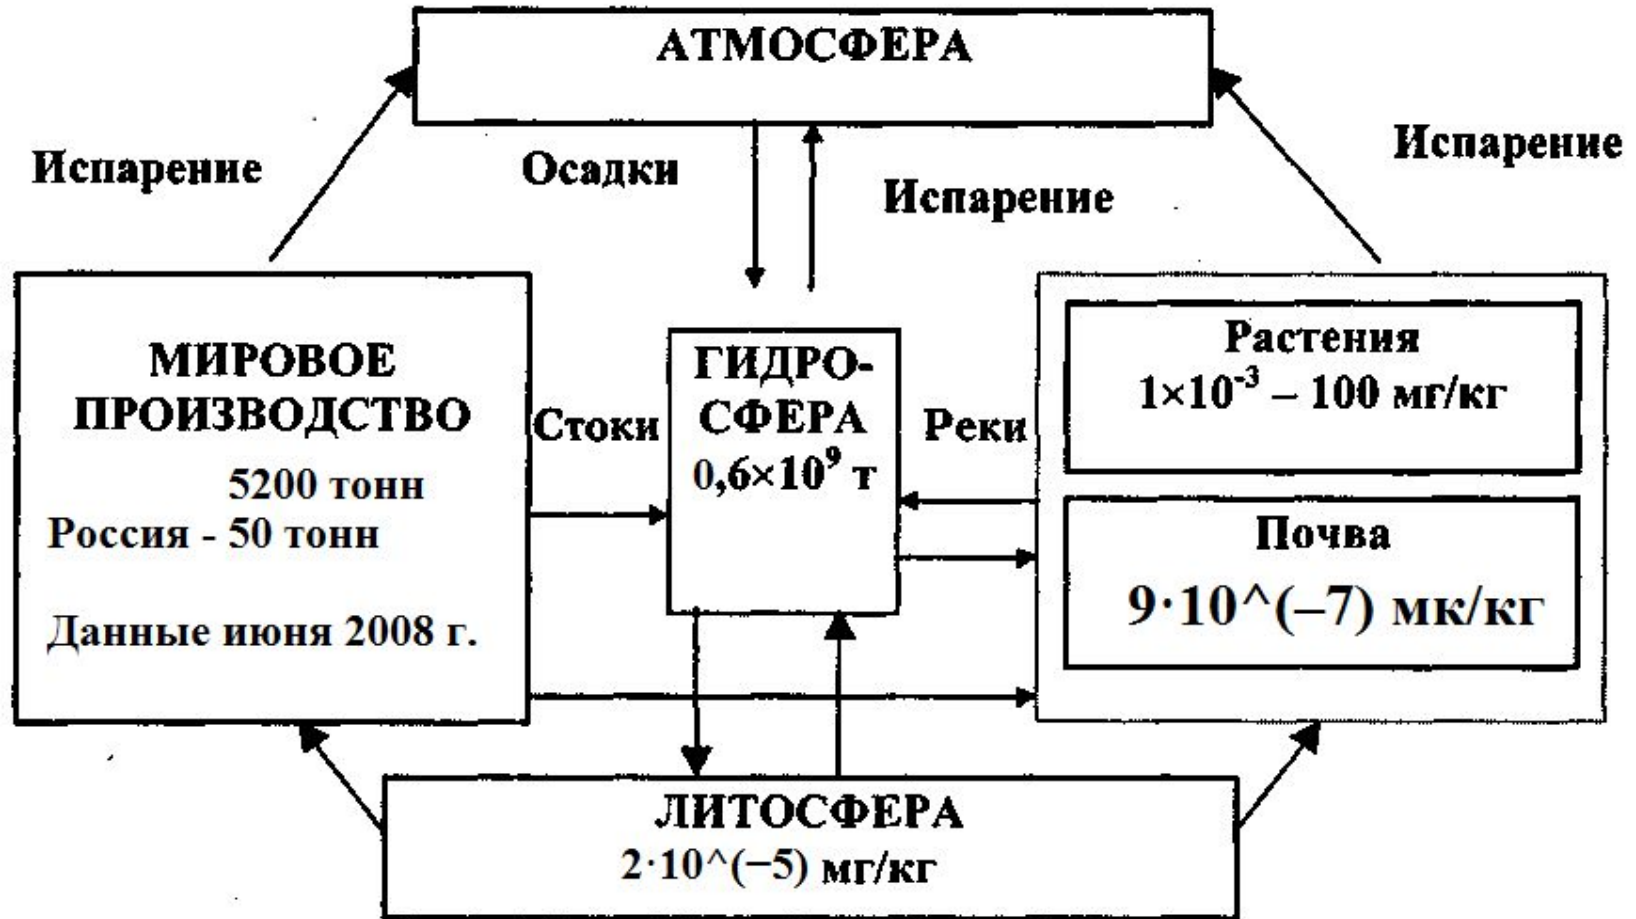 АТМОСФЕРА
Испарение
Осадки
Испарение
Испарение
МИРОВОЕ
ПРОИЗВОДСТВО
5200 тонн
Россия - 50 тонн
Данные июня 2008 г.
Стоки
ГИДРО-
СФЕРА
0,6×10⁹ т
Реки
Растения
1×10⁻³ – 100 мг/кг
Почва
9·10^(–7) мк/кг
ЛИТОСФЕРА
2·10^(−5) мг/кг